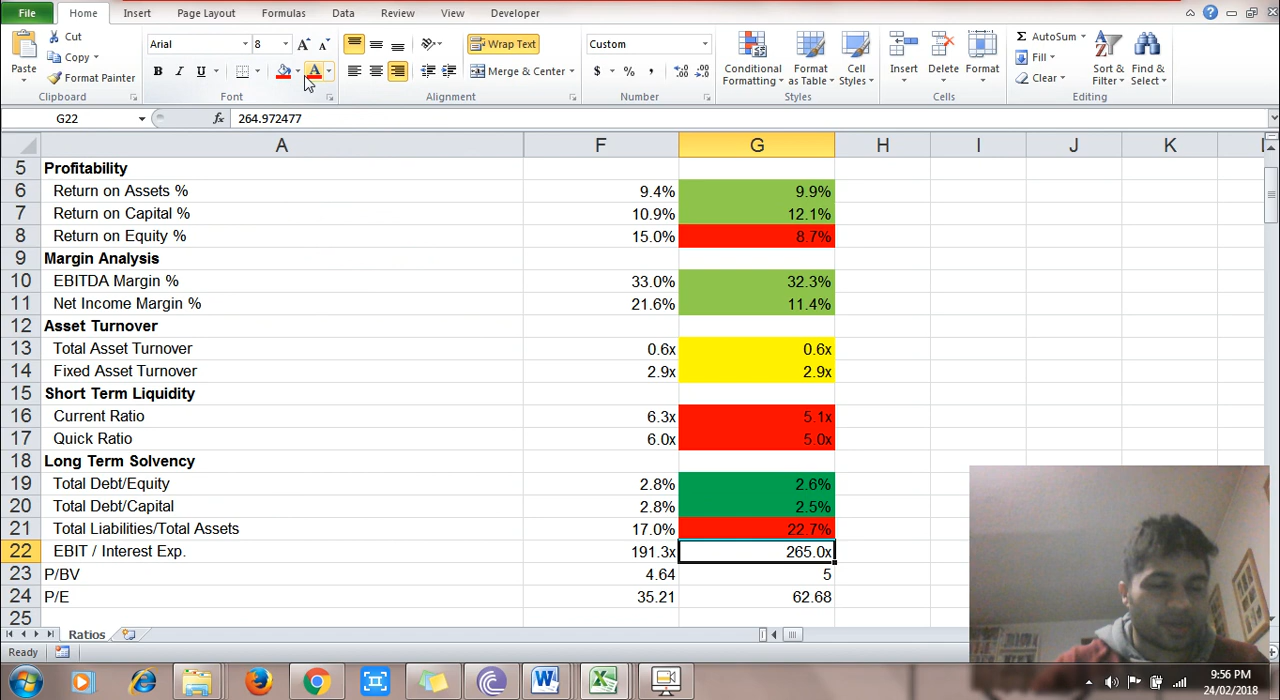 File Home Insert Page Layout Formulas Data Review View Developer
Cut Arial 8 A A Wrap Text Custom AutoSum
Paste Copy Conditional Format Cell Insert Delete Format Fill Sort & Find &
Format Painter B I U A Merge & Center $ % , Formatting as Table Styles Clear Filter Select
Clipboard Font Alignment Number Styles Cells Editing
G22 fx 264.972477
A F G H I J K
5 Profitability
6 Return on Assets % 9.4% 9.9%
7 Return on Capital % 10.9% 12.1%
8 Return on Equity % 15.0% 8.7%
9 Margin Analysis
10 EBITDA Margin % 33.0% 32.3%
11 Net Income Margin % 21.6% 11.4%
12 Asset Turnover
13 Total Asset Turnover 0.6x 0.6x
14 Fixed Asset Turnover 2.9x 2.9x
15 Short Term Liquidity
16 Current Ratio 6.3x 5.1x
17 Quick Ratio 6.0x 5.0x
18 Long Term Solvency
19 Total Debt/Equity 2.8% 2.6%
20 Total Debt/Capital 2.8% 2.5%
21 Total Liabilities/Total Assets 17.0% 22.7%
22 EBIT / Interest Exp. 191.3x 265.0x
23 P/BV 4.64 5
24 P/E 35.21 62.68
25
Ratios
Ready
9:56 PM
24/02/2018